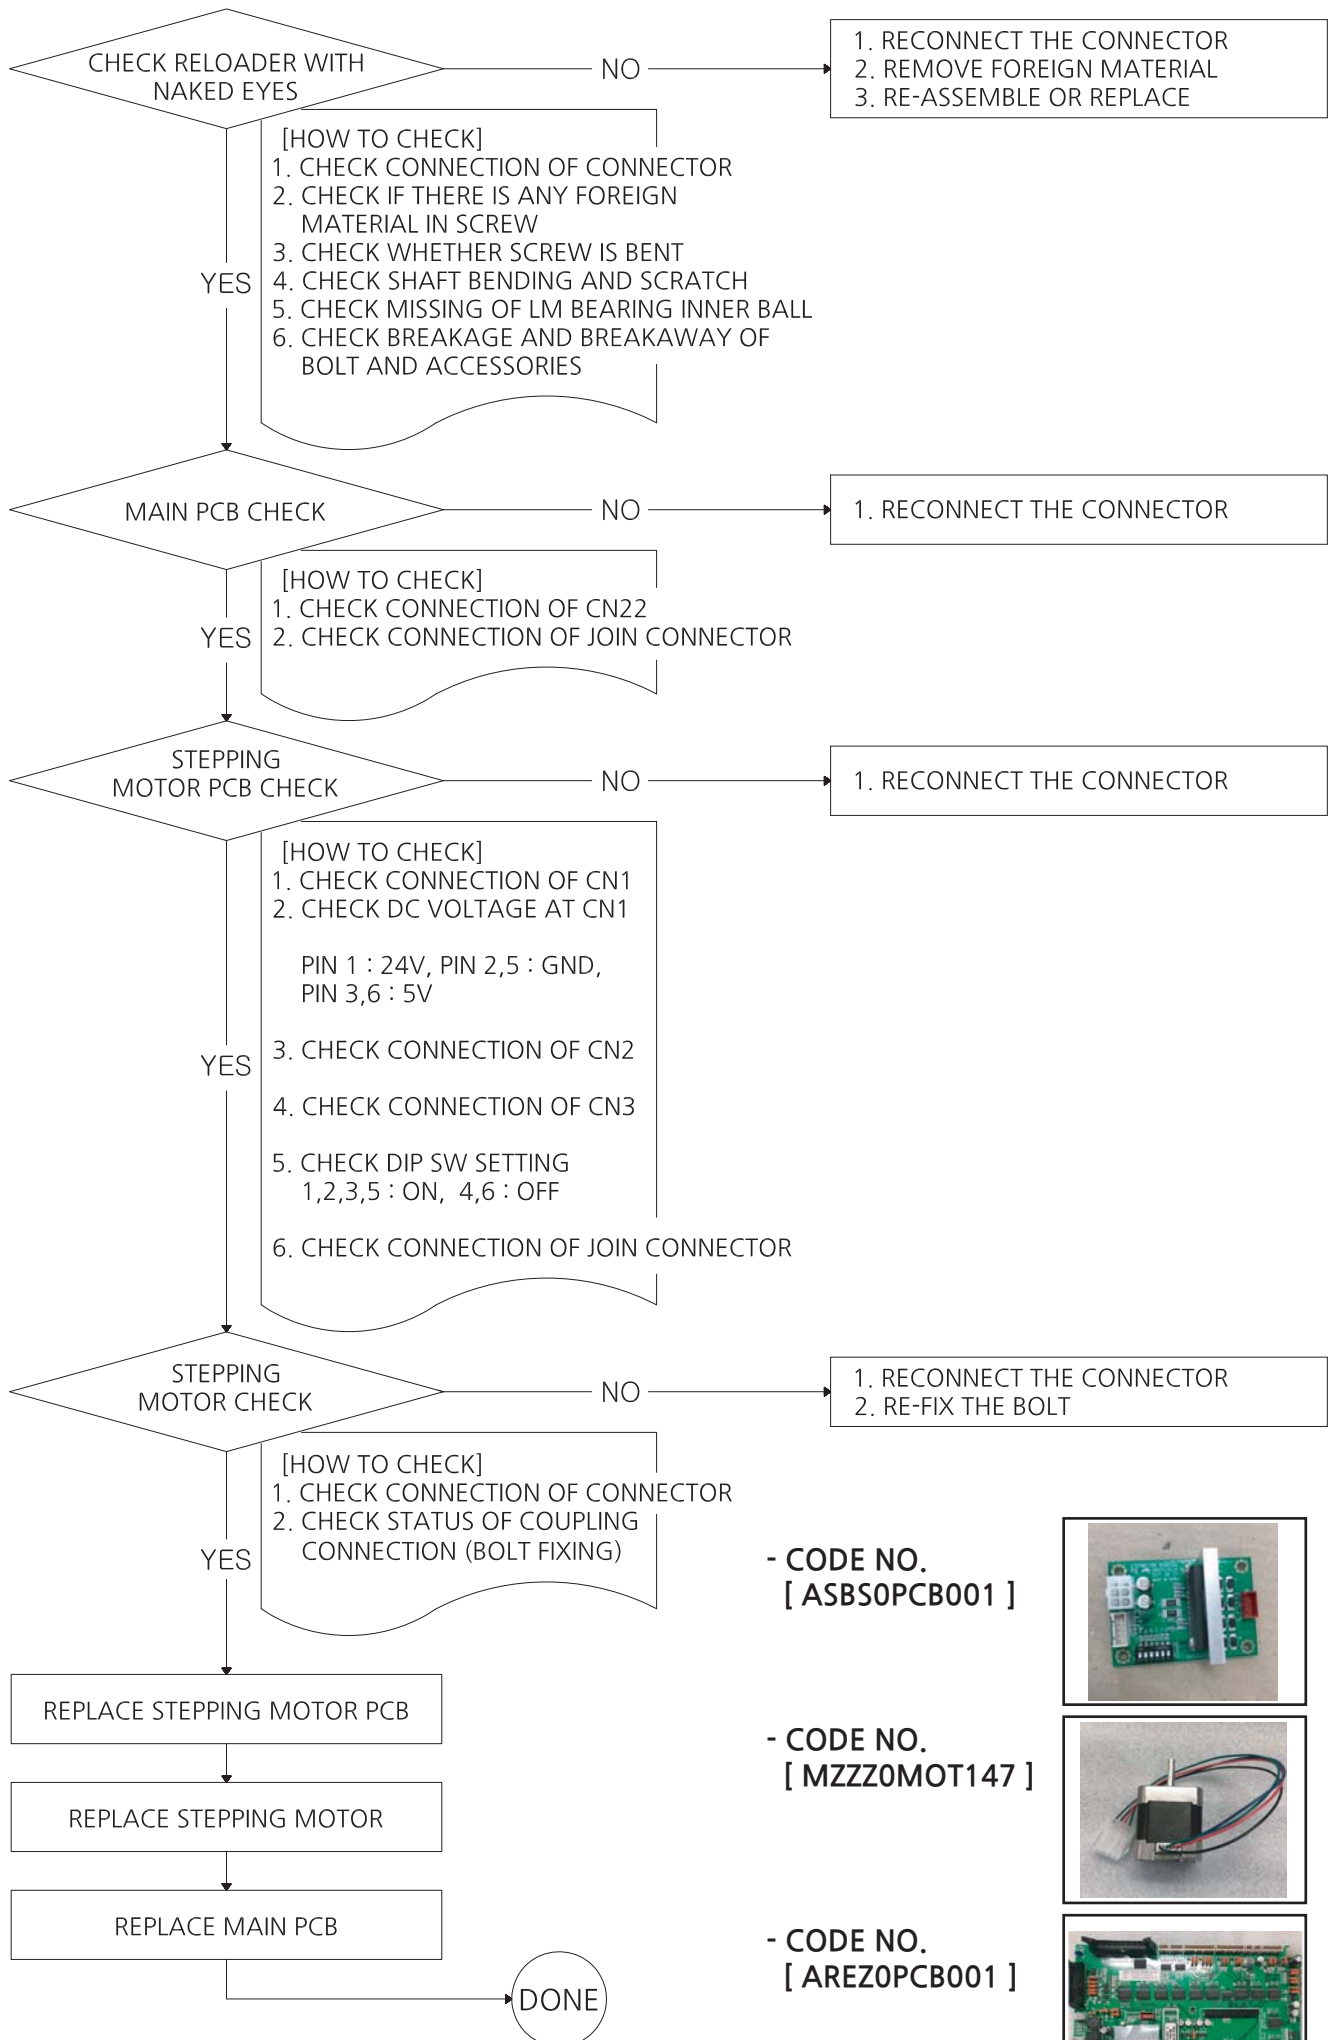 CHECK RELOADER WITH
NAKED EYES
NO
1. RECONNECT THE CONNECTOR
2. REMOVE FOREIGN MATERIAL
3. RE-ASSEMBLE OR REPLACE
[HOW TO CHECK]
1. CHECK CONNECTION OF CONNECTOR
2. CHECK IF THERE IS ANY FOREIGN
MATERIAL IN SCREW
3. CHECK WHETHER SCREW IS BENT
4. CHECK SHAFT BENDING AND SCRATCH
5. CHECK MISSING OF LM BEARING INNER BALL
6. CHECK BREAKAGE AND BREAKAWAY OF
BOLT AND ACCESSORIES
YES
MAIN PCB CHECK
NO
1. RECONNECT THE CONNECTOR
[HOW TO CHECK]
1. CHECK CONNECTION OF CN22
2. CHECK CONNECTION OF JOIN CONNECTOR
YES
STEPPING
MOTOR PCB CHECK
NO
1. RECONNECT THE CONNECTOR
[HOW TO CHECK]
1. CHECK CONNECTION OF CN1
2. CHECK DC VOLTAGE AT CN1
PIN 1 : 24V, PIN 2,5 : GND,
PIN 3,6 : 5V
3. CHECK CONNECTION OF CN2
4. CHECK CONNECTION OF CN3
5. CHECK DIP SW SETTING
1,2,3,5 : ON, 4,6 : OFF
6. CHECK CONNECTION OF JOIN CONNECTOR
YES
STEPPING
MOTOR CHECK
NO
1. RECONNECT THE CONNECTOR
2. RE-FIX THE BOLT
[HOW TO CHECK]
1. CHECK CONNECTION OF CONNECTOR
2. CHECK STATUS OF COUPLING
CONNECTION (BOLT FIXING)
YES
- CODE NO.
[ ASBS0PCB001 ]
REPLACE STEPPING MOTOR PCB
- CODE NO.
[ MZZZ0MOT147 ]
REPLACE STEPPING MOTOR
REPLACE MAIN PCB
- CODE NO.
[ AREZ0PCB001 ]
DONE